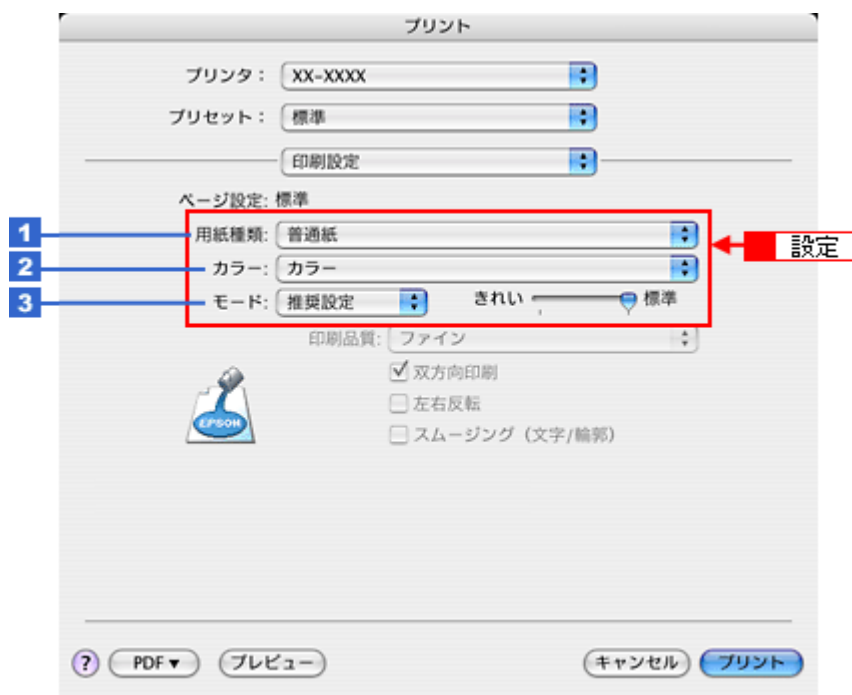 プリント
プリンタ： XX-XXXX
プリセット： 標準
印刷設定
ページ設定: 標準
1 用紙種類: 普通紙
設定
2 カラー: カラー
3 モード: 推奨設定 きれい 標準
印刷品質: ファイン
双方向印刷
左右反転
スムージング（文字/輪郭）
EPSON
? PDF▼ プレビュー キャンセル プリント